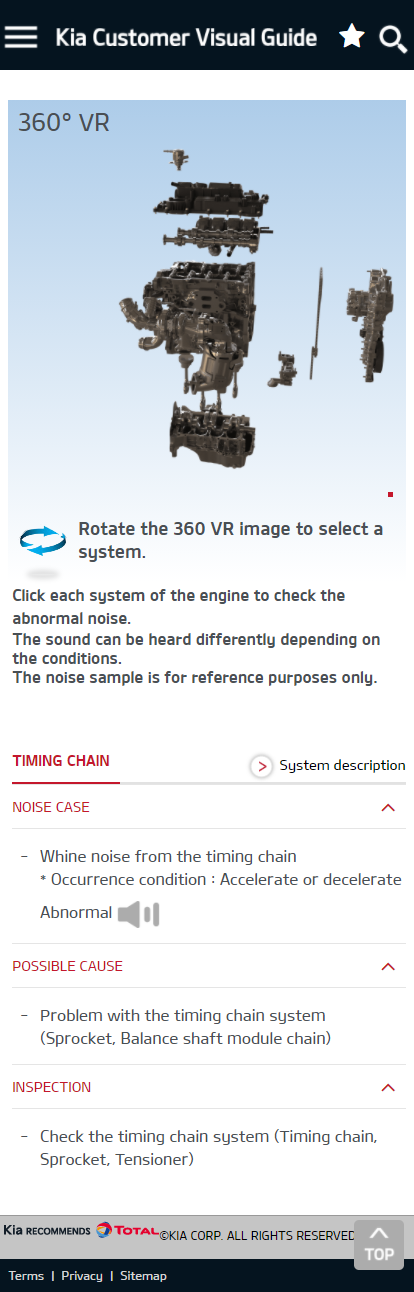 Kia Customer Visual Guide
360° VR
Rotate the 360 VR image to select a
system.
Click each system of the engine to check the
abnormal noise.
The sound can be heard differently depending on
the conditions.
The noise sample is for reference purposes only.
TIMING CHAIN
System description
NOISE CASE
- Whine noise from the timing chain
* Occurrence condition : Accelerate or decelerate
Abnormal
POSSIBLE CAUSE
- Problem with the timing chain system
(Sprocket, Balance shaft module chain)
INSPECTION
- Check the timing chain system (Timing chain,
Sprocket, Tensioner)
Kia RECOMMENDS TOTAL ©KIA CORP. ALL RIGHTS RESERVED
TOP
Terms | Privacy | Sitemap